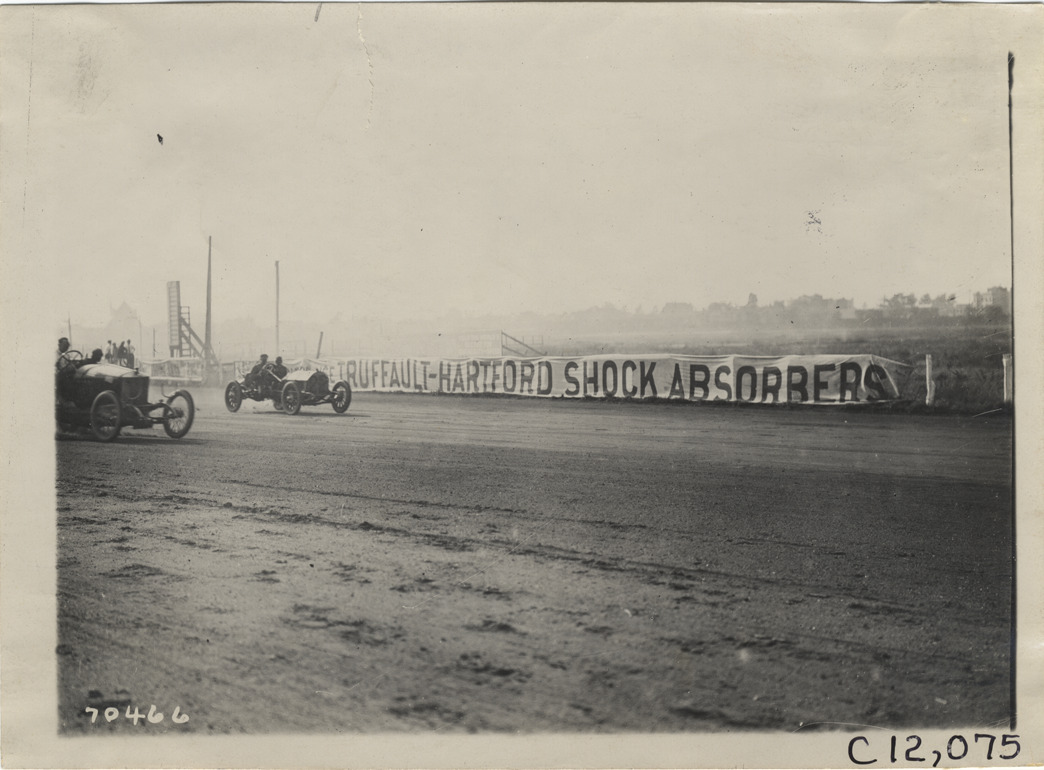 TRUFFAULT-HARTFORD SHOCK ABSORBERS
70466
C12,075